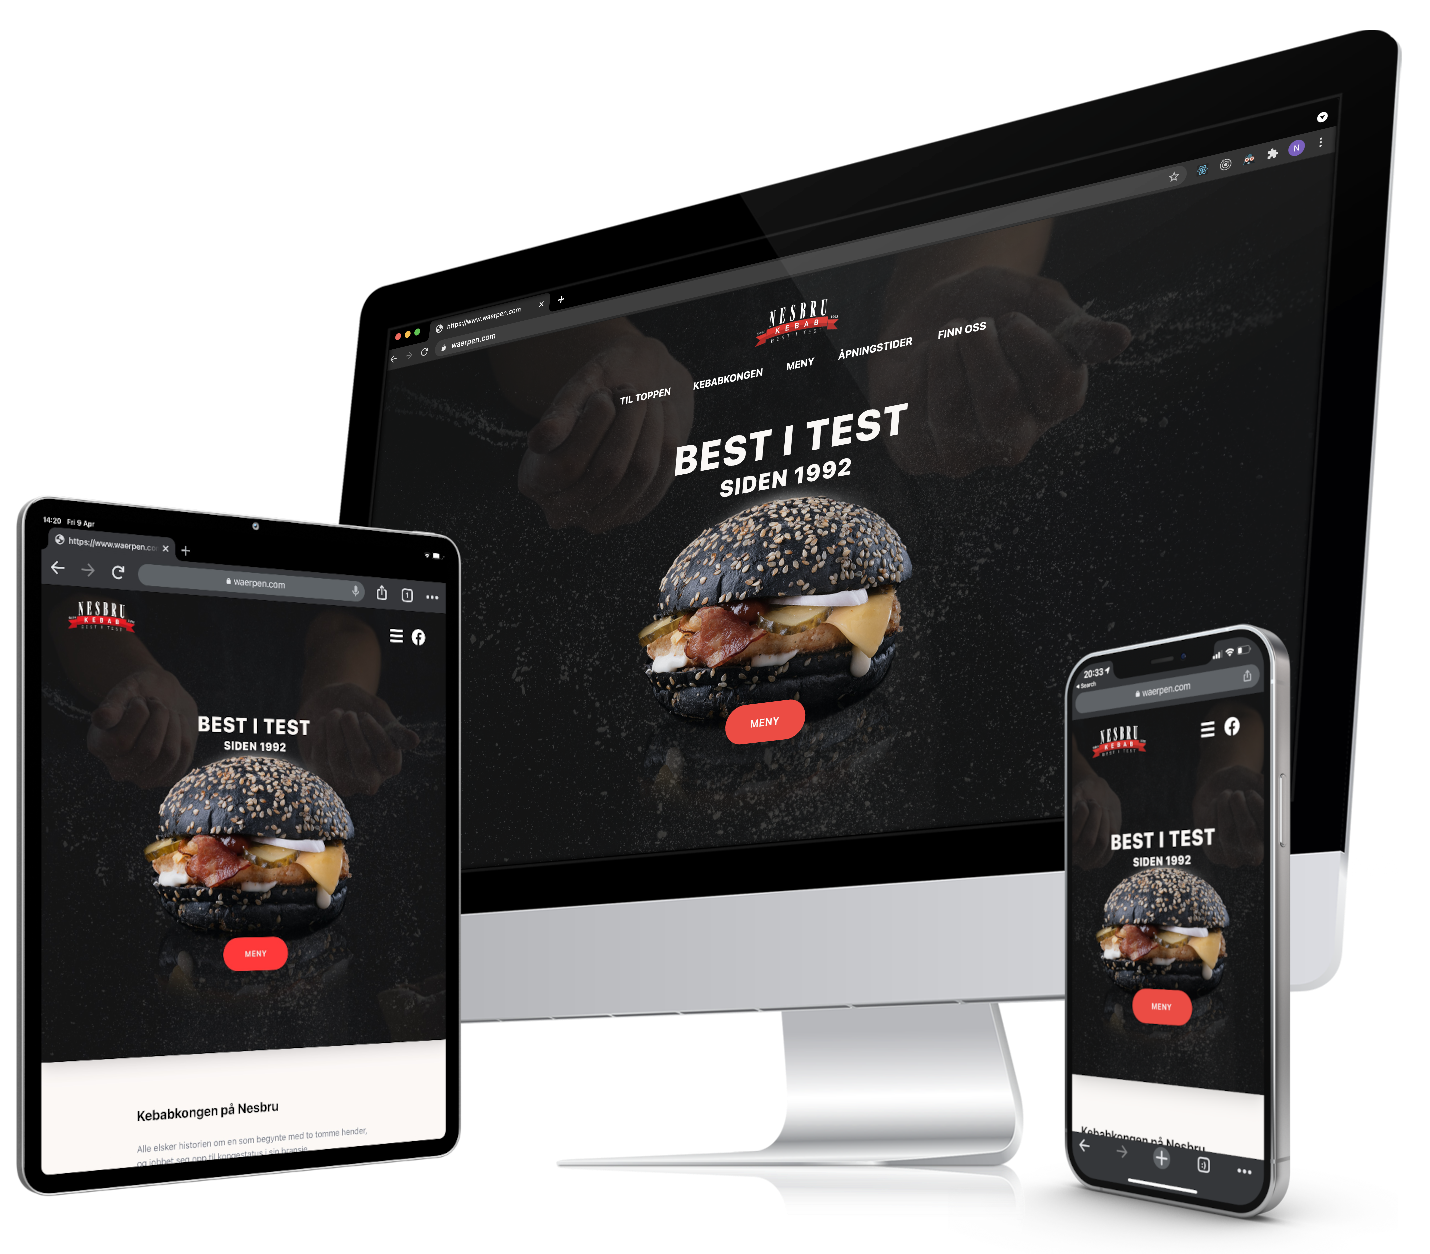 https://www.waerpen.com
waerpen.com
N
NESBRU
KEBAB
BEST I TEST
TIL TOPPEN KEBABKONGEN MENY ÅPNINGSTIDER FINN OSS
BEST I TEST
SIDEN 1992
MENY
14:20 Fri 9 Apr
https://www.waerpen.co
waerpen.com
1
NESBRU
KEBAB
BEST I TEST
BEST I TEST
SIDEN 1992
MENY
Kebabkongen på Nesbru
Alle elsker historien om en som begynte med to tomme hender,
og jobbet seg opp til kongestatus i sin bransje.
20:33
Search
waerpen.com
NESBRU
KEBAB
BEST I TEST
BEST I TEST
SIDEN 1992
MENY
Kebabkongen på Nesbru
:)